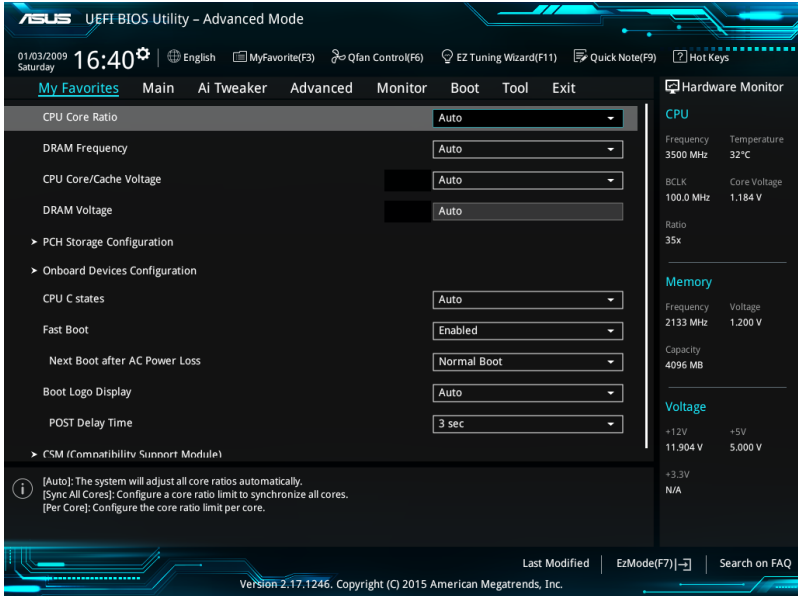 ASUS UEFI BIOS Utility – Advanced Mode
01/03/2009 Saturday 16:40 English MyFavorite(F3) Qfan Control(F6) EZ Tuning Wizard(F11) Quick Note(F9) ? Hot Keys
My Favorites Main Ai Tweaker Advanced Monitor Boot Tool Exit
CPU Core Ratio Auto
DRAM Frequency Auto
CPU Core/Cache Voltage Auto
DRAM Voltage Auto
PCH Storage Configuration
Onboard Devices Configuration
CPU C states Auto
Fast Boot Enabled
Next Boot after AC Power Loss Normal Boot
Boot Logo Display Auto
POST Delay Time 3 sec
CSM (Compatibility Support Module)
[Auto]: The system will adjust all core ratios automatically.
[Sync All Cores]: Configure a core ratio limit to synchronize all cores.
[Per Core]: Configure the core ratio limit per core.
Hardware Monitor
CPU
Frequency Temperature
3500 MHz 32°C
BCLK Core Voltage
100.0 MHz 1.184 V
Ratio
35x
Memory
Frequency Voltage
2133 MHz 1.200 V
Capacity
4096 MB
Voltage
+12V +5V
11.904 V 5.000 V
+3.3V
N/A
Last Modified EzMode(F7) Search on FAQ
Version 2.17.1246. Copyright (C) 2015 American Megatrends, Inc.